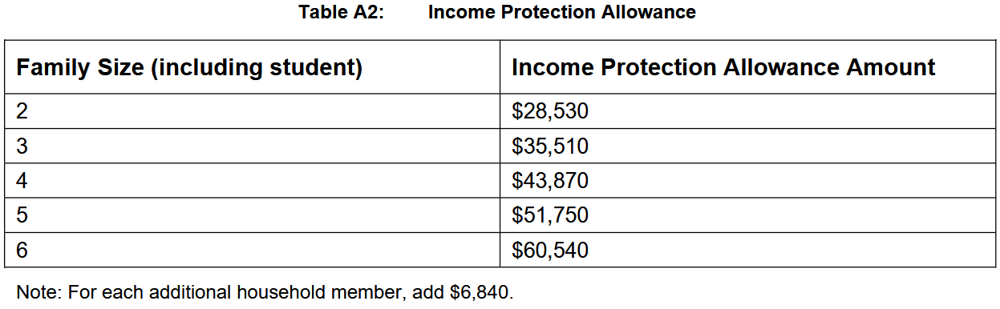 Table A2: Income Protection Allowance
Family Size (including student) Income Protection Allowance Amount
2 $28,530
3 $35,510
4 $43,870
5 $51,750
6 $60,540
Note: For each additional household member, add $6,840.